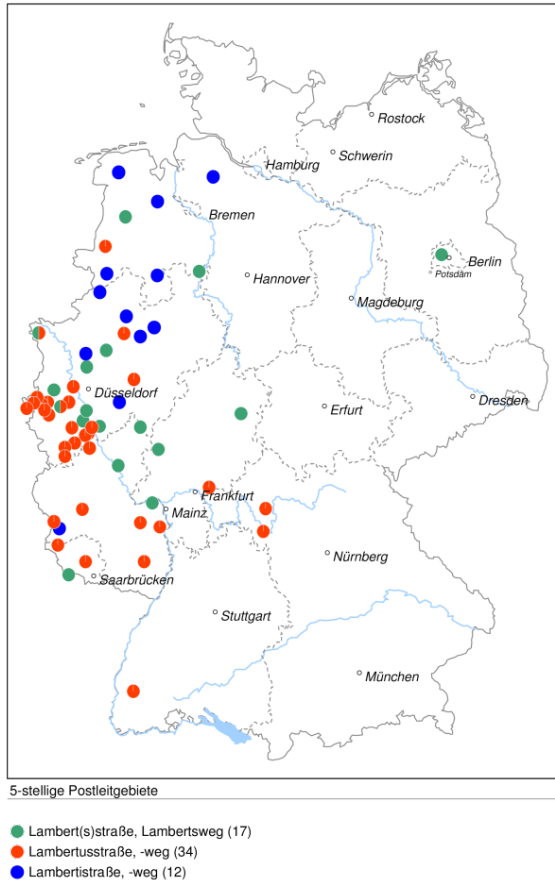 Rostock
Schwerin
Hamburg
Bremen
Berlin
Potsdam
Hannover
Magdeburg
Düsseldorf
Erfurt
Dresden
Frankfurt
Mainz
Nürnberg
Saarbrücken
Stuttgart
München
5-stellige Postleitgebiete
Lambert(s)straße, Lambertsweg (17)
Lambertusstraße, -weg (34)
Lambertistraße, -weg (12)